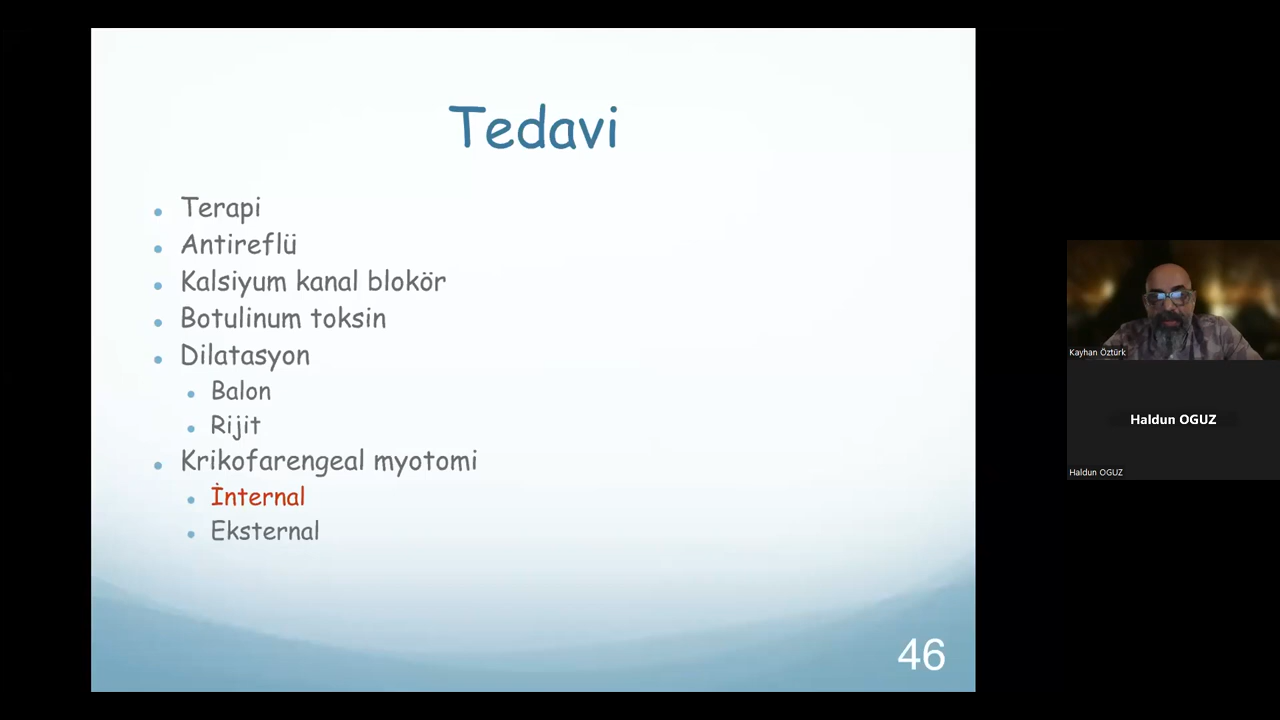 Tedavi
Terapi
Antireflü
Kalsiyum kanal blokör
Botulinum toksin
Dilatasyon
Balon
Rijit
Krikofarengeal myotomi
İnternal
Eksternal
46
Kayhan Öztürk
Haldun OGUZ
Haldun OGUZ